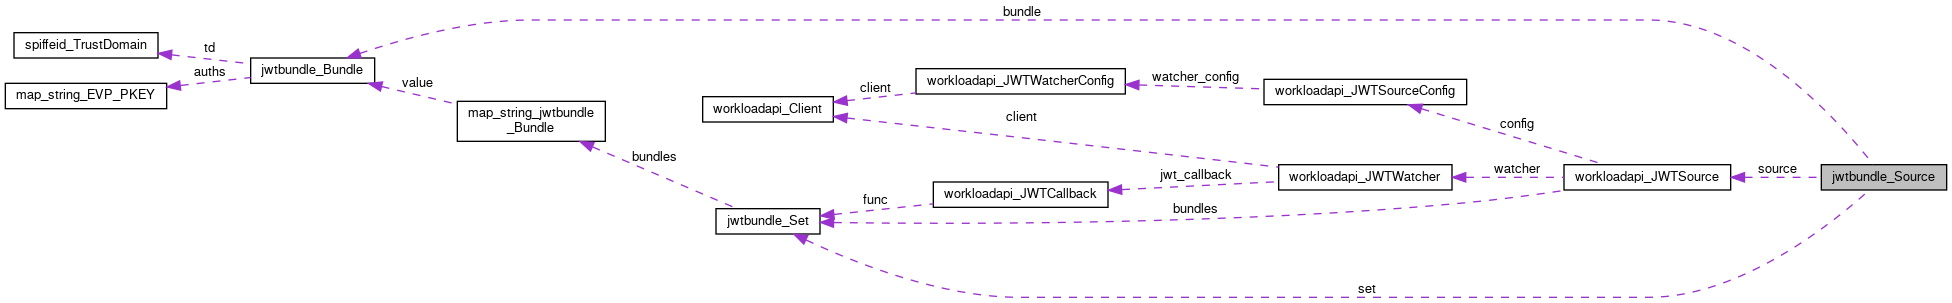 bundle
spiffeid_TrustDomain
td
jwtbundle_Bundle
auths
map_string_EVP_PKEY
value
map_string_jwtbundle
_Bundle
bundles
workloadapi_Client
client
workloadapi_JWTWatcherConfig
watcher_config
workloadapi_JWTSourceConfig
client
config
workloadapi_JWTWatcher
watcher
workloadapi_JWTSource
source
jwtbundle_Source
jwt_callback
workloadapi_JWTCallback
func
bundles
jwtbundle_Set
set